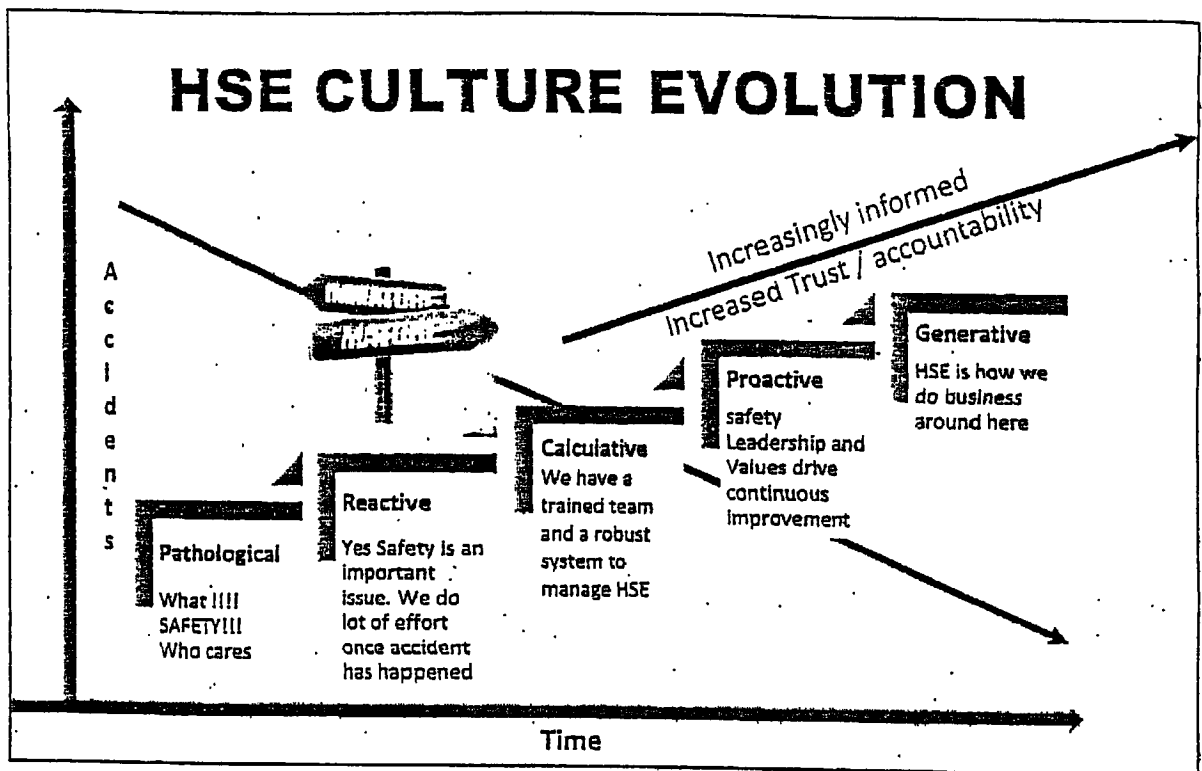 HSE CULTURE EVOLUTION
Increasingly informed
Increased Trust / accountability
Accidents
Generative
HSE is how we
do business
around here
Proactive
safety
Leadership and
Values drive
continuous
improvement
Calculative
We have a
trained team
and a robust
system to
manage HSE
Reactive
Yes Safety is an
important
issue. We do
lot of effort
once accident
has happened
Pathological
What !!!!
SAFETY!!!
Who cares
Time